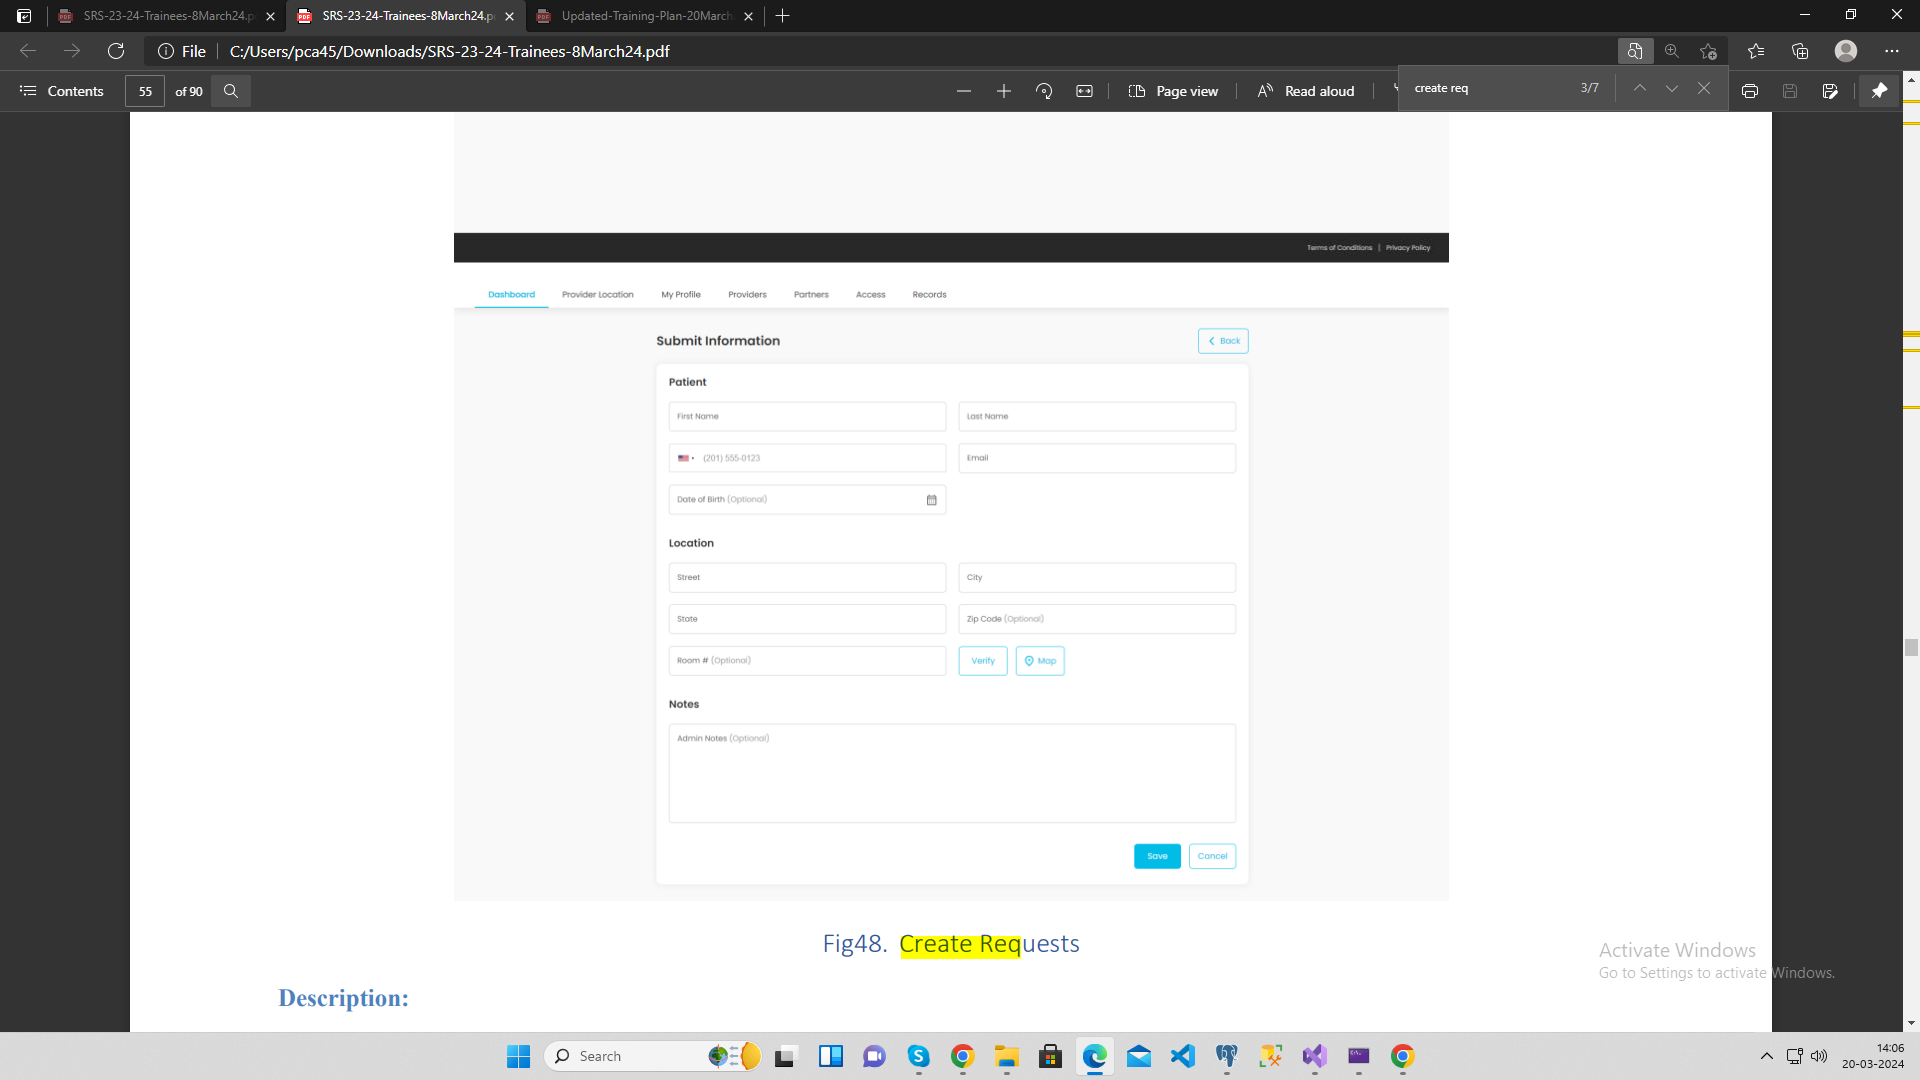 SRS-23-24-Trainees-8March24.p
SRS-23-24-Trainees-8March24.p
Updated-Training-Plan-20March
File
C:/Users/pca45/Downloads/SRS-23-24-Trainees-8March24.pdf
Contents
55 of 90
Page view
Read aloud
create req
3/7
Terms of Conditions | Privacy Policy
Dashboard Provider Location My Profile Providers Partners Access Records
Submit Information
Back
Patient
First Name
Last Name
(201) 555-0123
Email
Date of Birth (Optional)
Location
Street
City
State
Zip Code (Optional)
Room # (Optional)
Verify
Map
Notes
Admin Notes (Optional)
Save
Cancel
Fig48. Create Requests
Description:
Activate Windows
Go to Settings to activate Windows.
Search
14:06
20-03-2024